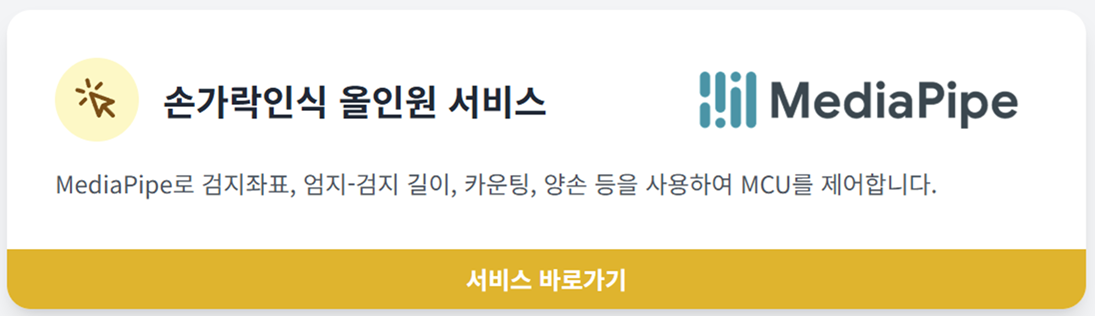 손가락인식 올인원 서비스
MediaPipe
MediaPipe로 검지좌표, 엄지-검지 길이, 카운팅, 양손 등을 사용하여 MCU를 제어합니다.
서비스 바로가기